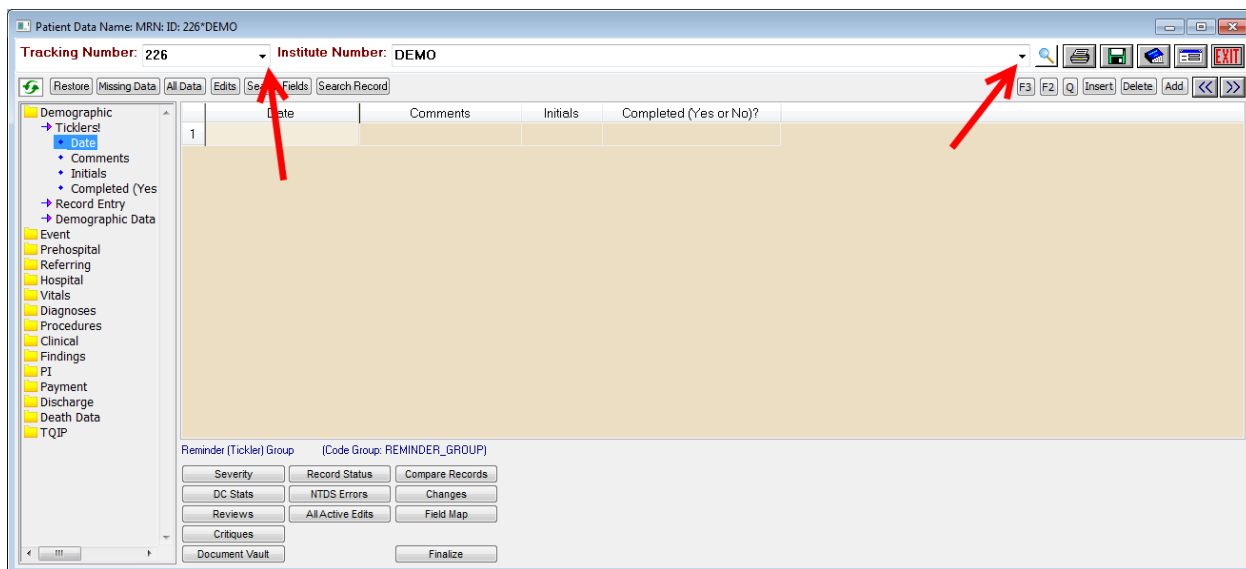 Patient Data Name: MRN: ID: 226*DEMO
Tracking Number: 226 Institute Number: DEMO EXIT
Restore Missing Data All Data Edits Search Record F3 F2 Q Insert Delete Add << >>
Demographic
Ticklers!
Date
Comments
Initials
Completed (Yes
Record Entry
Demographic Data
Event
Prehospital
Referring
Hospital
Vitals
Diagnoses
Procedures
Clinical
Findings
PI
Payment
Discharge
Death Data
TQIP
Date Comments Initials Completed (Yes or No)?
1
Reminder (Tickler) Group (Code Group: REMINDER_GROUP)
Severity Record Status Compare Records
DC Stats NTDS Errors Changes
Reviews All Active Edits Field Map
Critiques
Document Vault Finalize